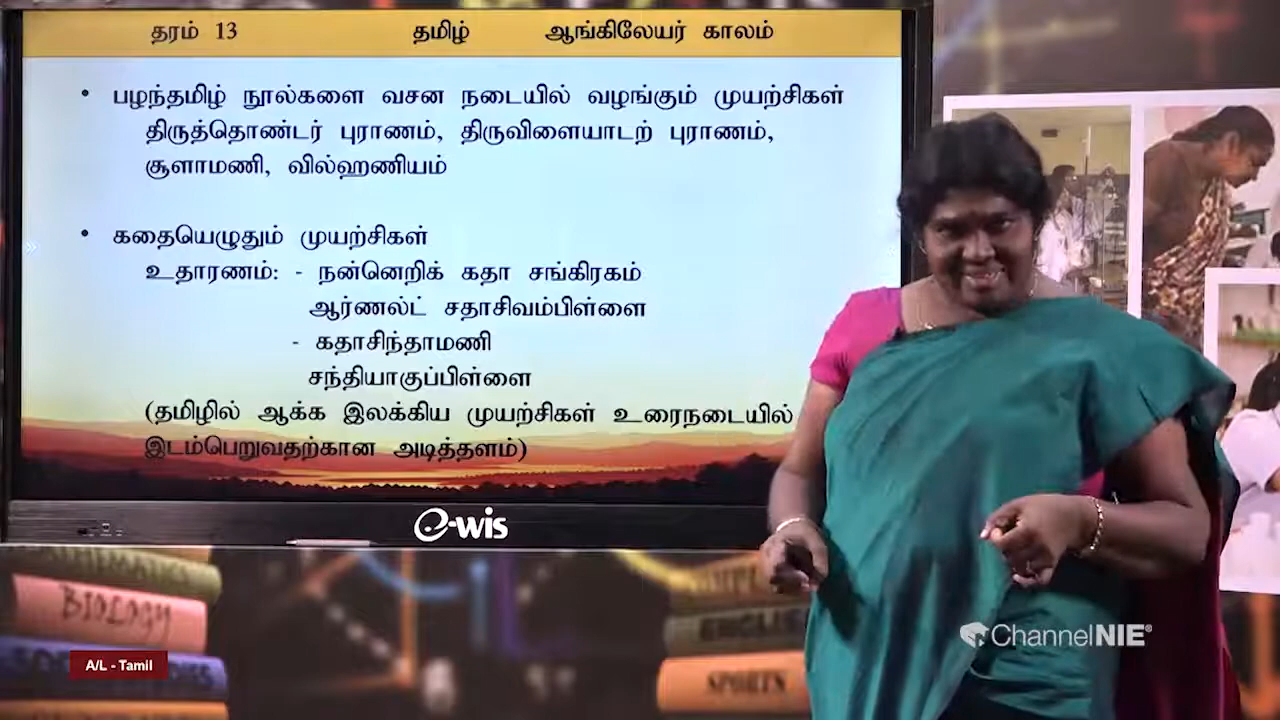 தரம் 13 தமிழ் ஆங்கிலேயர் காலம்
• பழந்தமிழ் நூல்களை வசன நடையில் வழங்கும் முயற்சிகள்
திருத்தொண்டர் புராணம், திருவிளையாடற் புராணம்,
சூளாமணி, வில்ஹணியம்
• கதையெழுதும் முயற்சிகள்
உதாரணம்: - நன்னெறிக் கதா சங்கிரகம்
ஆர்ணல்ட் சதாசிவம்பிள்ளை
- கதாசிந்தாமணி
சந்தியாகுப்பிள்ளை
(தமிழில் ஆக்க இலக்கிய முயற்சிகள் உரைநடையில்
இடம்பெறுவதற்கான அடித்தளம்)
e-wis
BIOLOGY
SPORTS
ChannelNIE®
A/L - Tamil